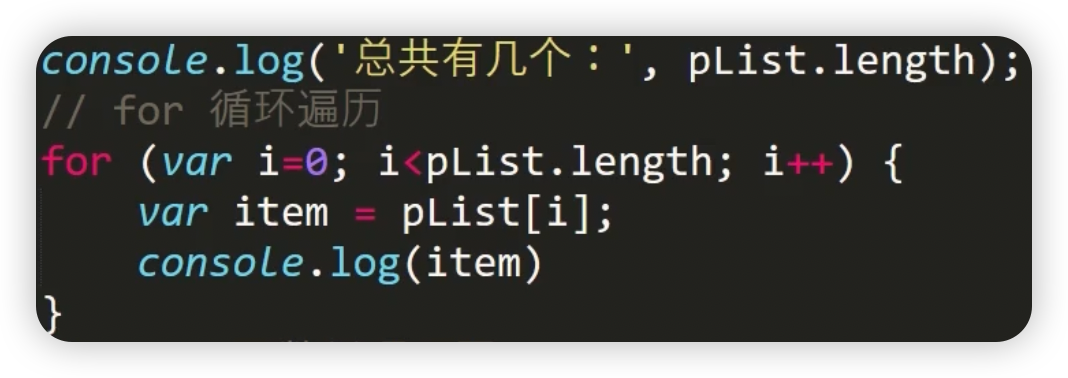 console.log('总共有几个：', pList.length);
// for 循环遍历
for (var i=0; i<pList.length; i++) {
    var item = pList[i];
    console.log(item)
}